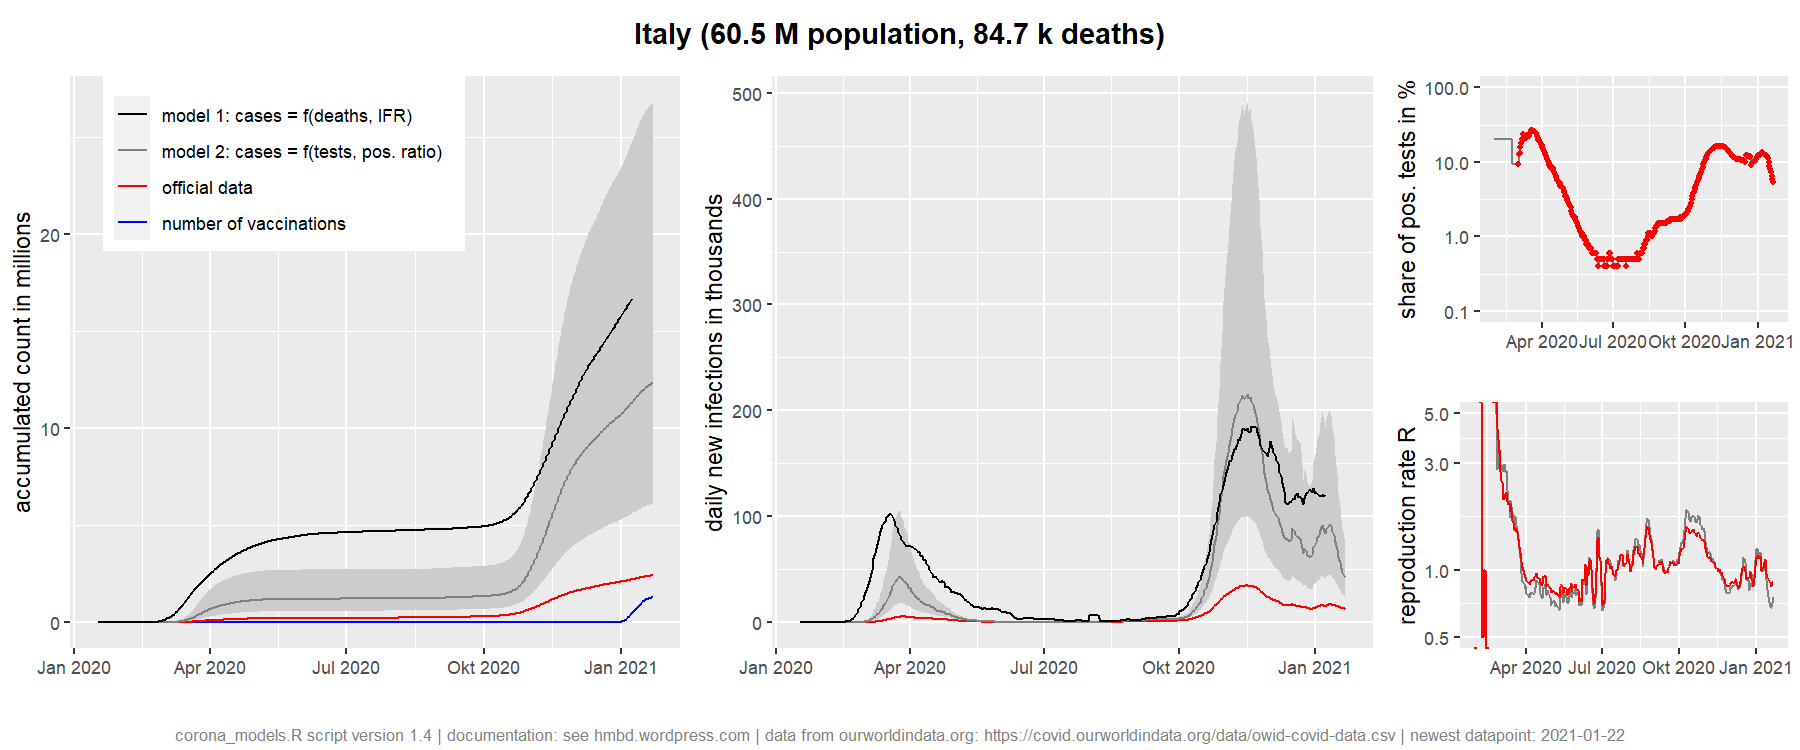 Italy (60.5 M population, 84.7 k deaths)
accumulated count in millions
20
10
0
model 1: cases = f(deaths, IFR)
model 2: cases = f(tests, pos. ratio)
official data
number of vaccinations
Jan 2020 Apr 2020 Jul 2020 Okt 2020 Jan 2021
daily new infections in thousands
500
400
300
200
100
0
Jan 2020 Apr 2020 Jul 2020 Okt 2020 Jan 2021
share of pos. tests in %
100.0
10.0
1.0
0.1
Apr 2020 Jul 2020 Okt 2020 Jan 2021
reproduction rate R
5.0
3.0
1.0
0.5
Apr 2020 Jul 2020 Okt 2020 Jan 2021
corona_models.R script version 1.4 | documentation: see hmbd.wordpress.com | data from ourworldindata.org: https://covid.ourworldindata.org/data/owid-covid-data.csv | newest datapoint: 2021-01-22